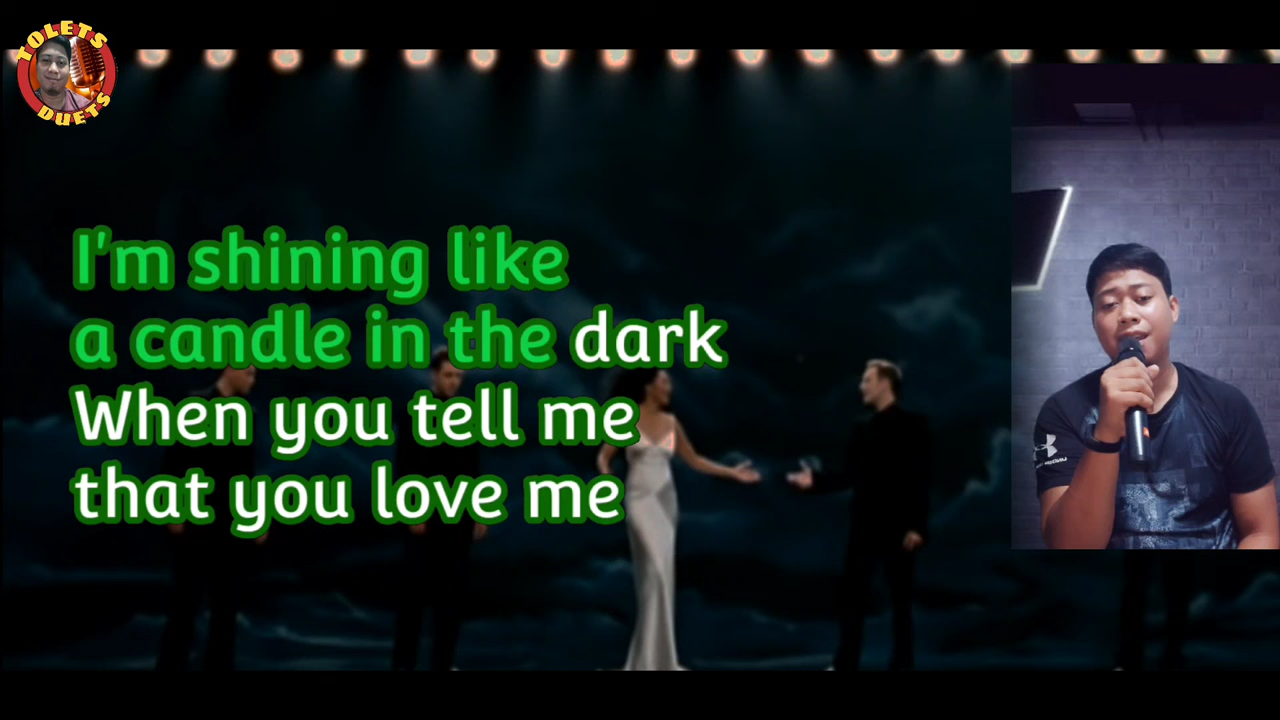 TOLETS
DUETS
I'm shining like
a candle in the dark
When you tell me
that you love me